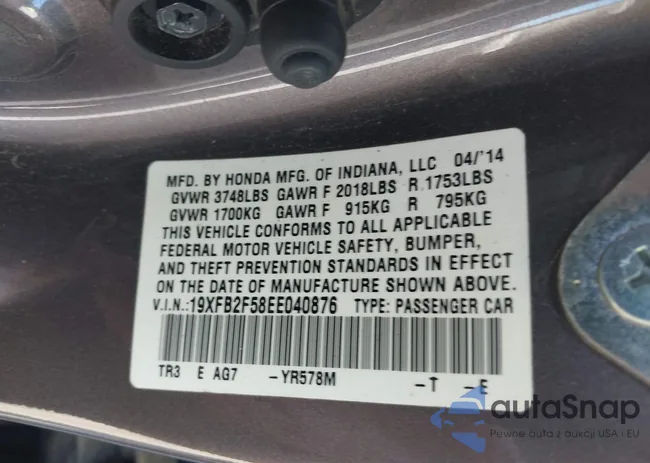 MFD. BY HONDA MFG. OF INDIANA, LLC 04/'14
GVWR 3748LBS GAWR F 2018LBS R 1753LBS
GVWR 1700KG GAWR F 915KG R 795KG
THIS VEHICLE CONFORMS TO ALL APPLICABLE
FEDERAL MOTOR VEHICLE SAFETY, BUMPER,
AND THEFT PREVENTION STANDARDS IN EFFECT
ON THE DATE OF MANUFACTURE SHOWN ABOVE.
V.I.N.:19XFB2F58EE040876 TYPE: PASSENGER CAR
TR3 E AG7 -YR578M -T -E
autaSnap
Pewne auta z aukcji USA i EU